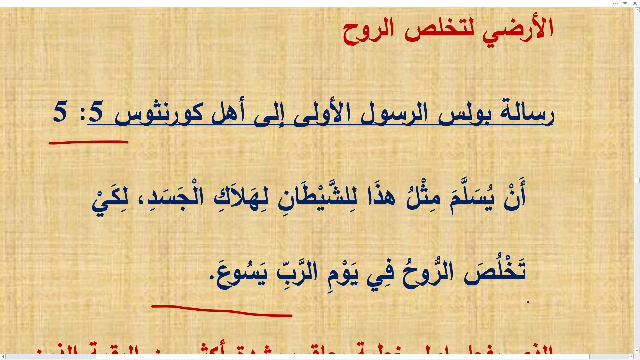 الأرضي لتخلص الروح
رسالة بولس الرسول الأولى إلى أهل كورنثوس 5: 5
أَنْ يُسَلَّمَ مِثْلُ هذَا لِلشَّيْطَانِ لِهَلاَكِ الْجَسَدِ، لِكَيْ
تَخْلُصَ الرُّوحُ فِي يَوْمِ الرَّبِّ يَسُوعَ.